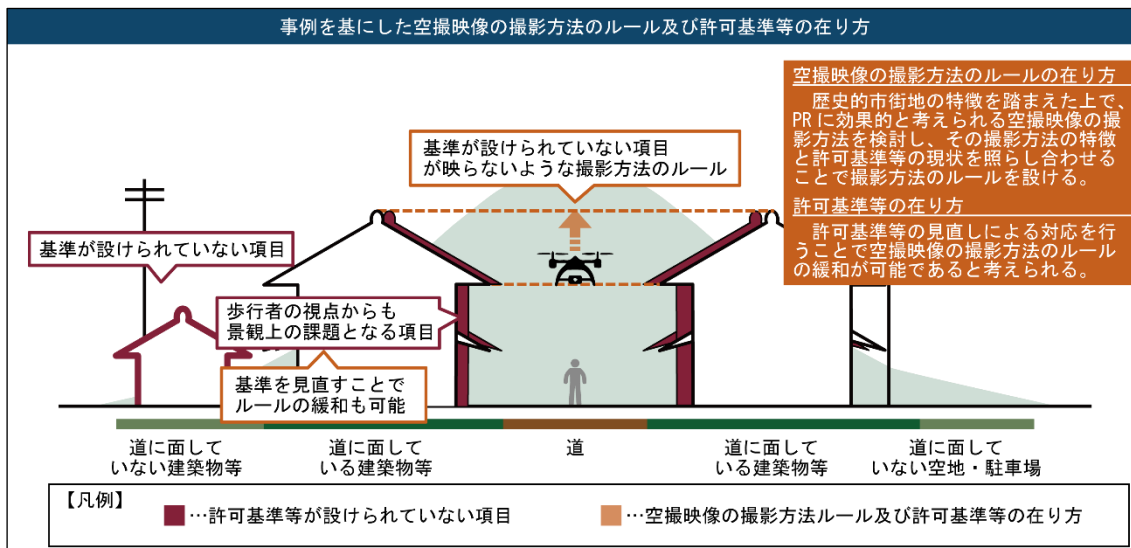 事例を基にした空撮映像の撮影方法のルール及び許可基準等の在り方
空撮映像の撮影方法のルールの在り方
歴史的市街地の特徴を踏まえた上で、
PRに効果的と考えられる空撮映像の撮
影方法を検討し、その撮影方法の特徴
と許可基準等の現状を照らし合わせる
ことで撮影方法のルールを設ける。
許可基準等の在り方
許可基準等の見直しによる対応を行
うことで空撮映像の撮影方法のルール
の緩和が可能であると考えられる。
基準が設けられていない項目
が映らないような撮影方法のルール
基準が設けられていない項目
歩行者の視点からも
景観上の課題となる項目
基準を見直すことで
ルールの緩和も可能
道に面して
いない建築物等
道に面して
いる建築物等
道
道に面して
いる建築物等
道に面して
いない空地・駐車場
【凡例】
…許可基準等が設けられていない項目
…空撮映像の撮影方法ルール及び許可基準等の在り方